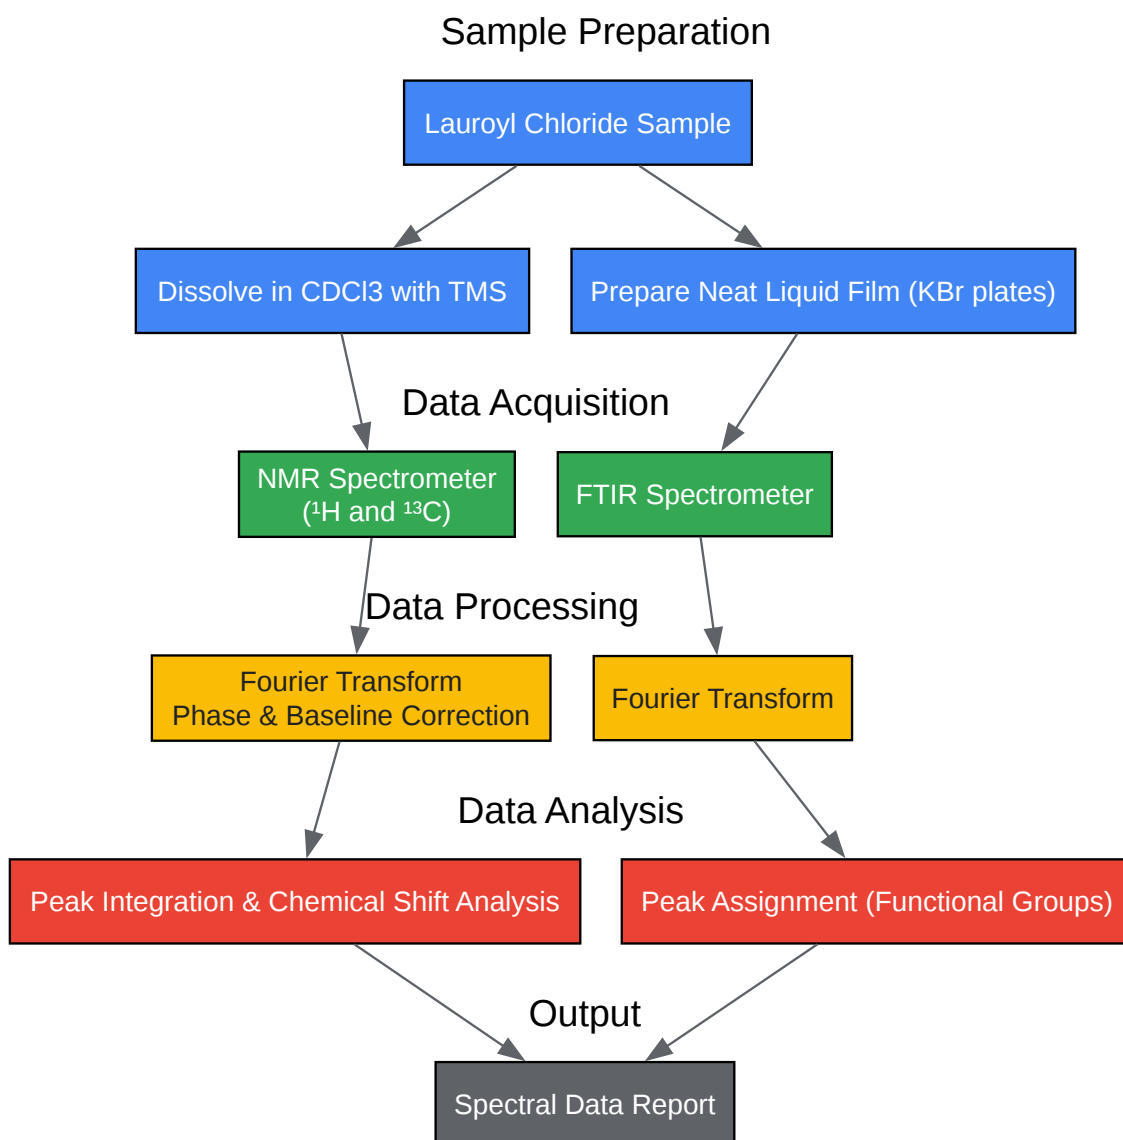 Sample Preparation
Lauroyl Chloride Sample
Dissolve in CDCl3 with TMS
Prepare Neat Liquid Film (KBr plates)
Data Acquisition
NMR Spectrometer
(¹H and ¹³C)
FTIR Spectrometer
Data Processing
Fourier Transform
Phase & Baseline Correction
Fourier Transform
Data Analysis
Peak Integration & Chemical Shift Analysis
Peak Assignment (Functional Groups)
Output
Spectral Data Report